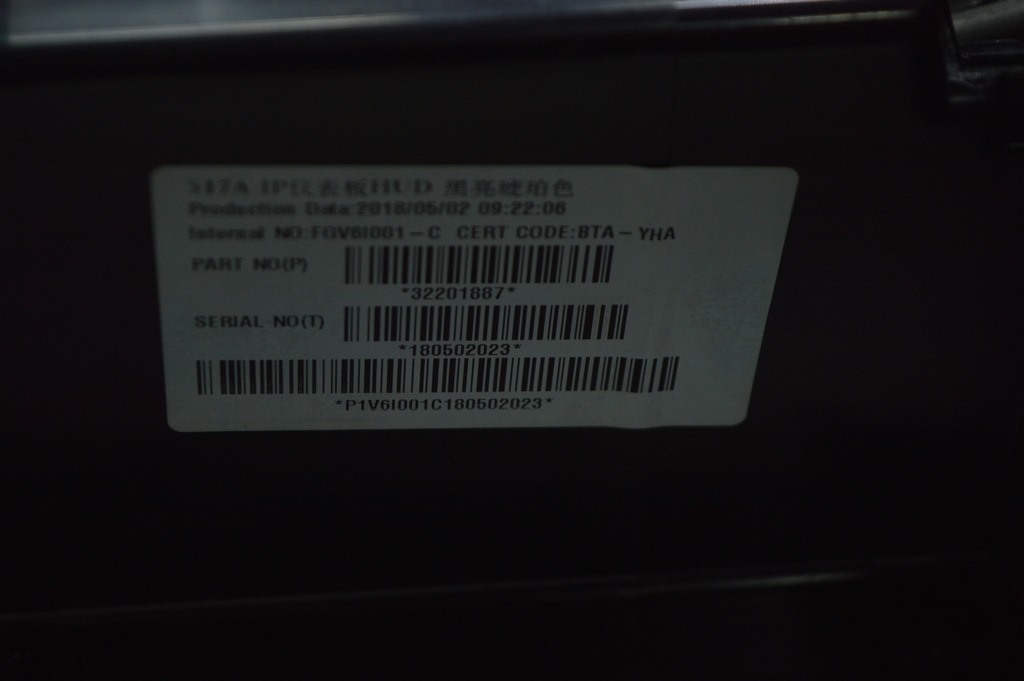 517A IP仪表板HUD 黑亮琥珀色
Production Data:2018/05/02 09:22:06
Internal NO:FGV6I001-C CERT CODE:BTA-YHA
PART NO(P)
*32201887*
SERIAL NO(T)
*180502023*
*P1V6I001C180502023*